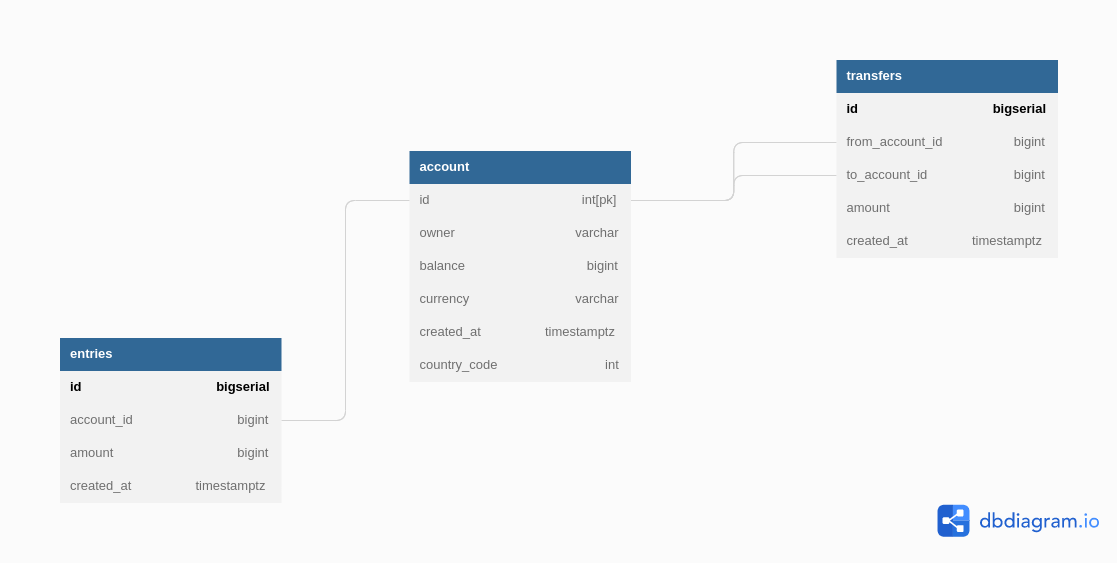 transfers
id bigserial
from_account_id bigint
to_account_id bigint
amount bigint
created_at timestamptz
account
id int[pk]
owner varchar
balance bigint
currency varchar
created_at timestamptz
country_code int
entries
id bigserial
account_id bigint
amount bigint
created_at timestamptz
dbdiagram.io